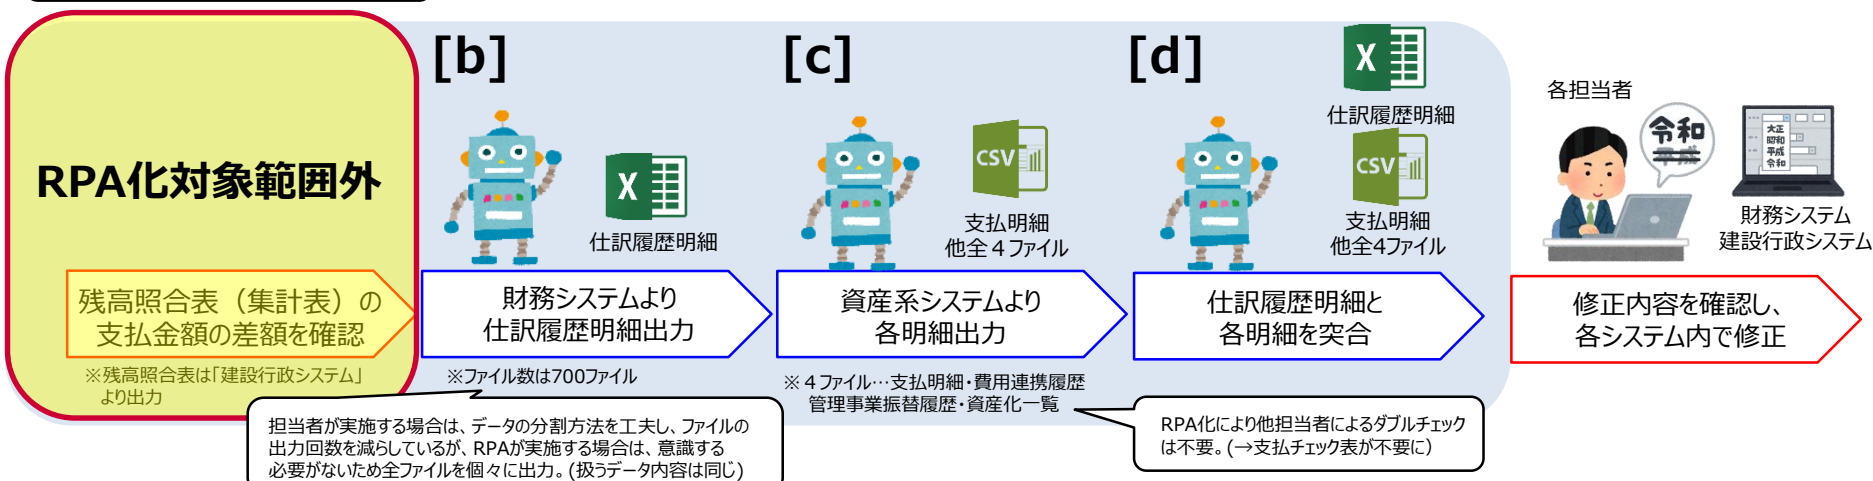 RPA化対象範囲外
残高照合表（集計表）の
支払金額の差額を確認
※残高照合表は「建設行政システム」
より出力
[b]
X
仕訳履歴明細
財務システムより
仕訳履歴明細出力
※ファイル数は700ファイル
担当者が実施する場合は、データの分割方法を工夫し、ファイルの
出力回数を減らしているが、RPAが実施する場合は、意識する
必要がないため全ファイルを個々に出力。(扱うデータ内容は同じ)
[c]
CSV
支払明細
他全４ファイル
資産系システムより
各明細出力
※４ファイル…支払明細・費用連携履歴
管理事業振替履歴・資産化一覧
[d]
X
仕訳履歴明細
CSV
支払明細
他全4ファイル
仕訳履歴明細と
各明細を突合
RPA化により他担当者によるダブルチェック
は不要。(→支払チェック表が不要に)
各担当者
令和
平成
大正
昭和
平成
令和
財務システム
建設行政システム
修正内容を確認し、
各システム内で修正